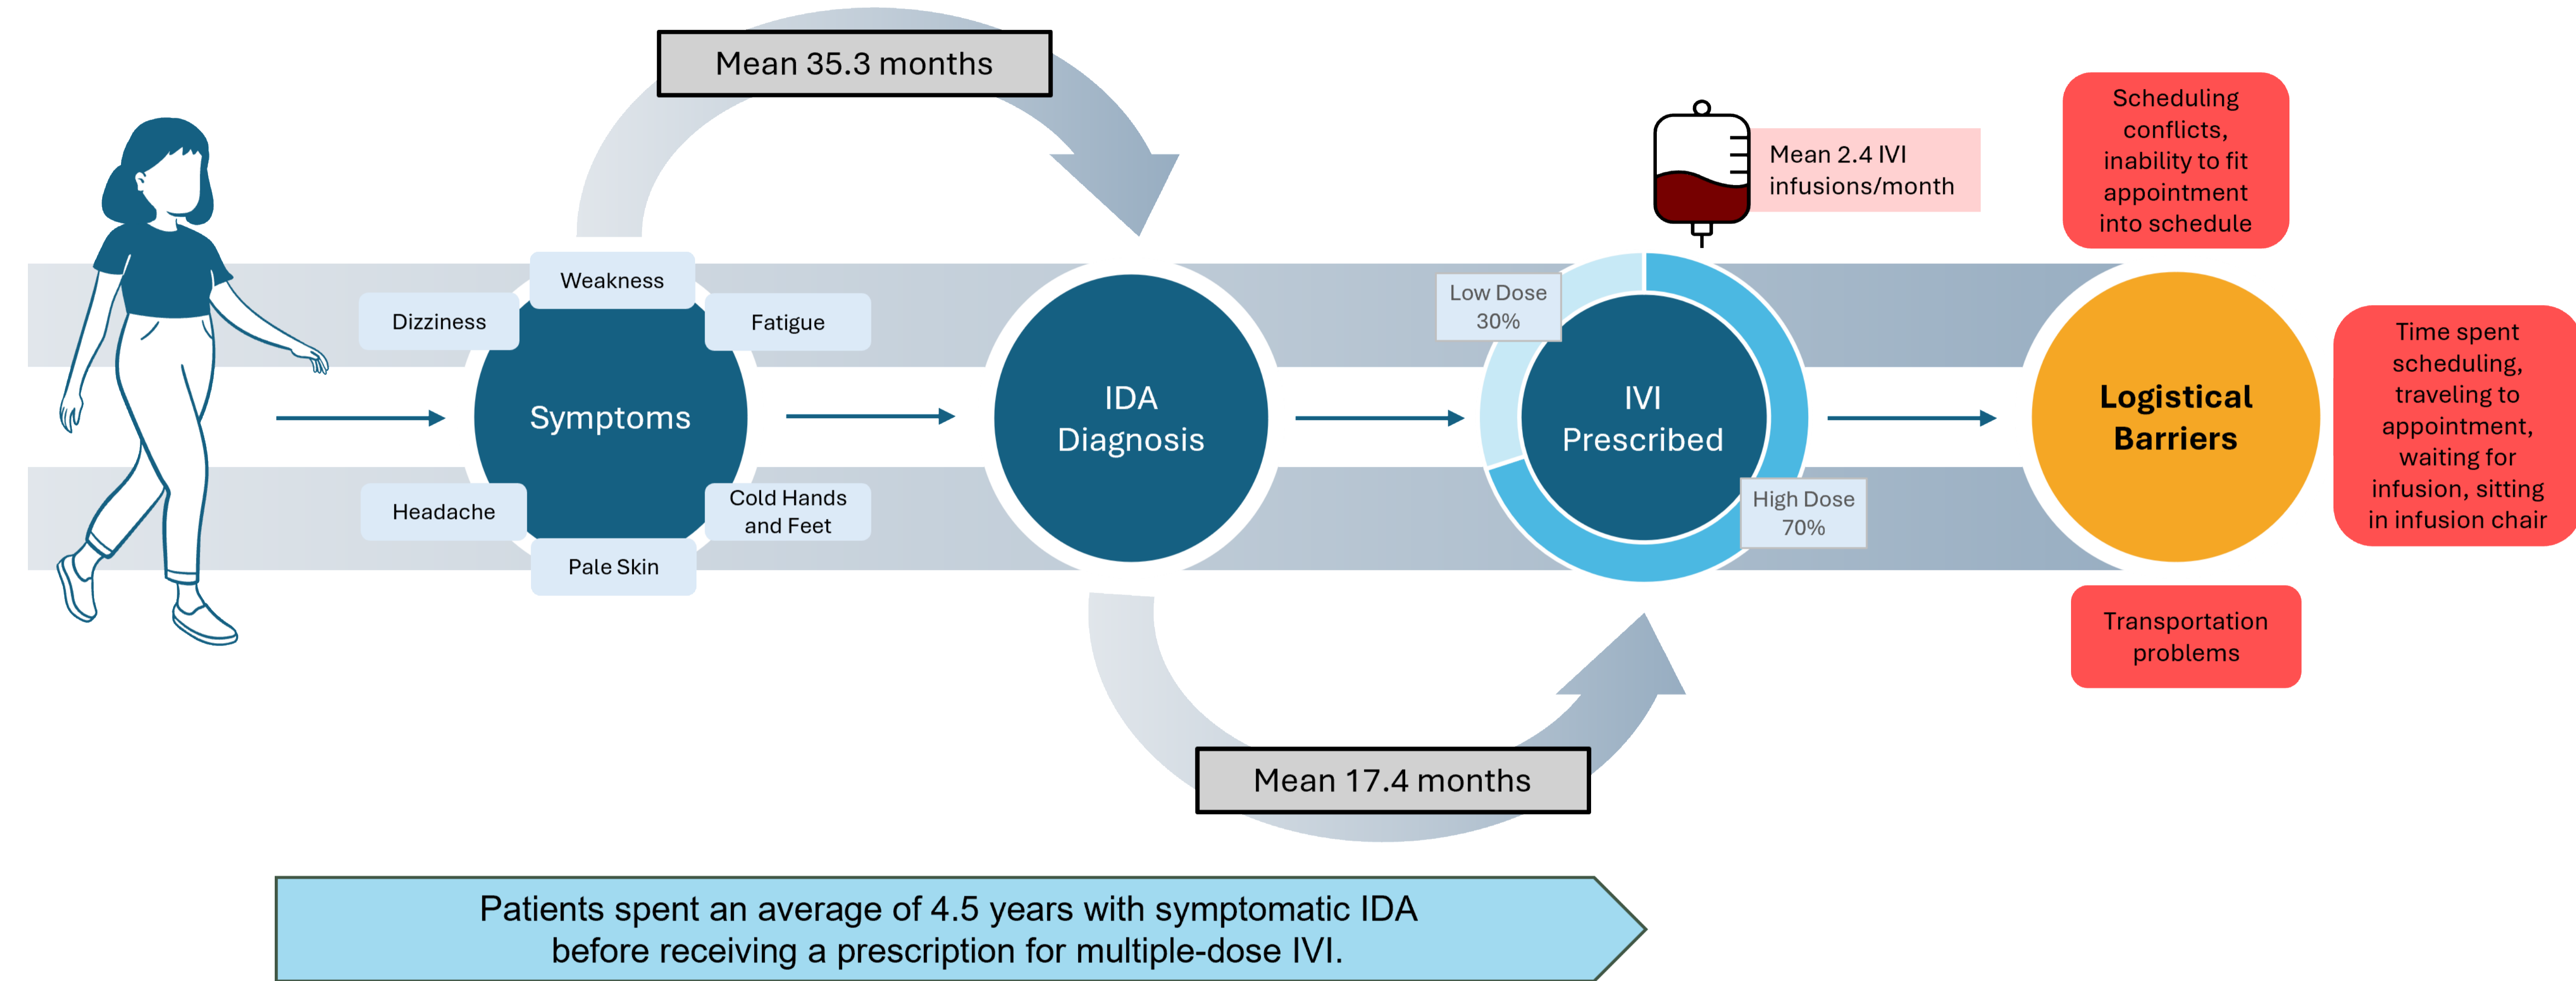 Mean 35.3 months
Mean 2.4 IVI
infusions/month
Scheduling
conflicts,
inability to fit
appointment
into schedule
Weakness
Dizziness
Fatigue
Symptoms
Headache
Cold Hands
and Feet
Pale Skin
IDA
Diagnosis
Low Dose
30%
IVI
Prescribed
High Dose
70%
Logistical
Barriers
Time spent
scheduling,
traveling to
appointment,
waiting for
infusion, sitting
in infusion chair
Transportation
problems
Mean 17.4 months
Patients spent an average of 4.5 years with symptomatic IDA
before receiving a prescription for multiple-dose IVI.